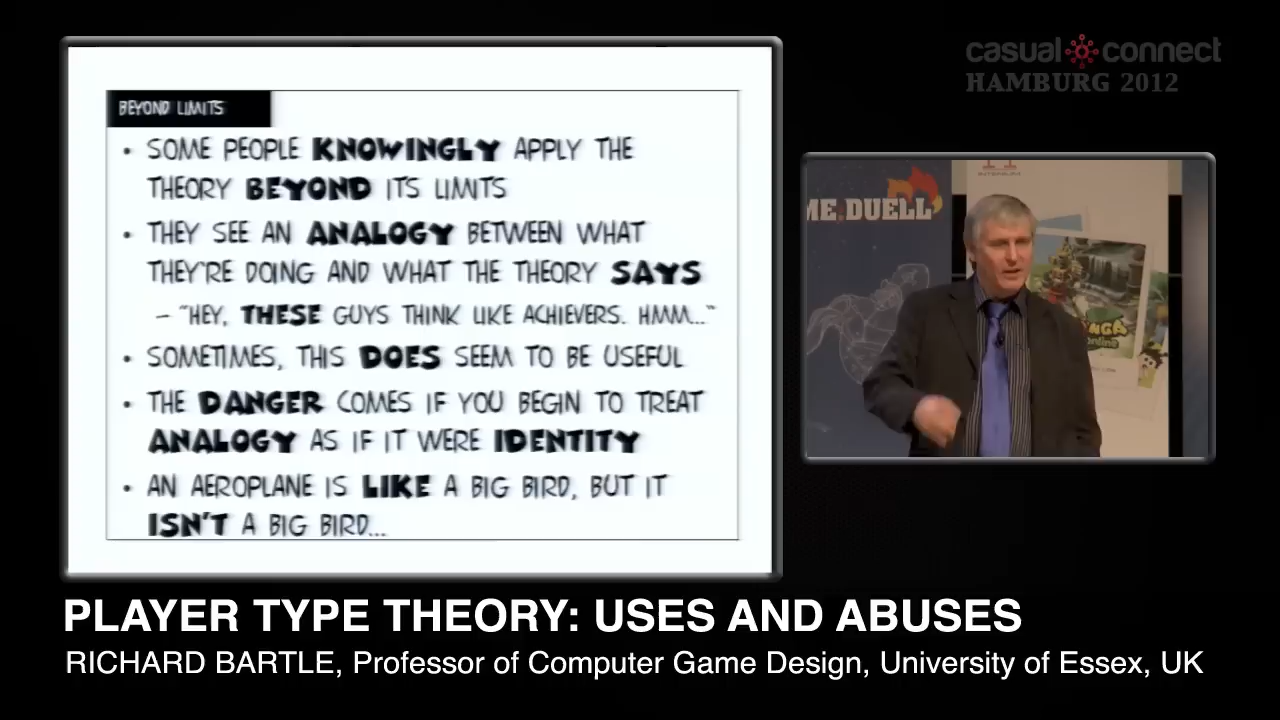 casual connect
HAMBURG 2012
BEYOND LIMITS
• SOME PEOPLE KNOWINGLY APPLY THE
THEORY BEYOND ITS LIMITS
• THEY SEE AN ANALOGY BETWEEN WHAT
THEY'RE DOING AND WHAT THE THEORY SAYS
– "HEY, THESE GUYS THINK LIKE ACHIEVERS. HMM..."
• SOMETIMES, THIS DOES SEEM TO BE USEFUL
• THE DANGER COMES IF YOU BEGIN TO TREAT
ANALOGY AS IF IT WERE IDENTITY
• AN AEROPLANE IS LIKE A BIG BIRD, BUT IT
ISN'T A BIG BIRD...
ME DUELL
online
PLAYER TYPE THEORY: USES AND ABUSES
RICHARD BARTLE, Professor of Computer Game Design, University of Essex, UK